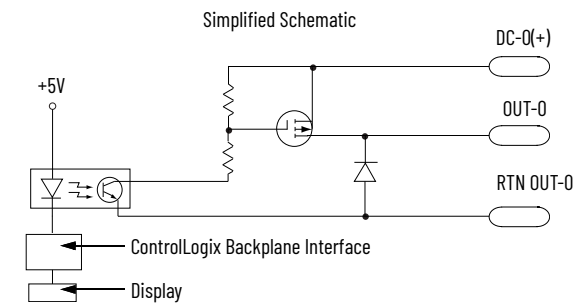 Simplified Schematic
DC-0(+)
+5V
OUT-0
RTN OUT-0
ControlLogix Backplane Interface
Display